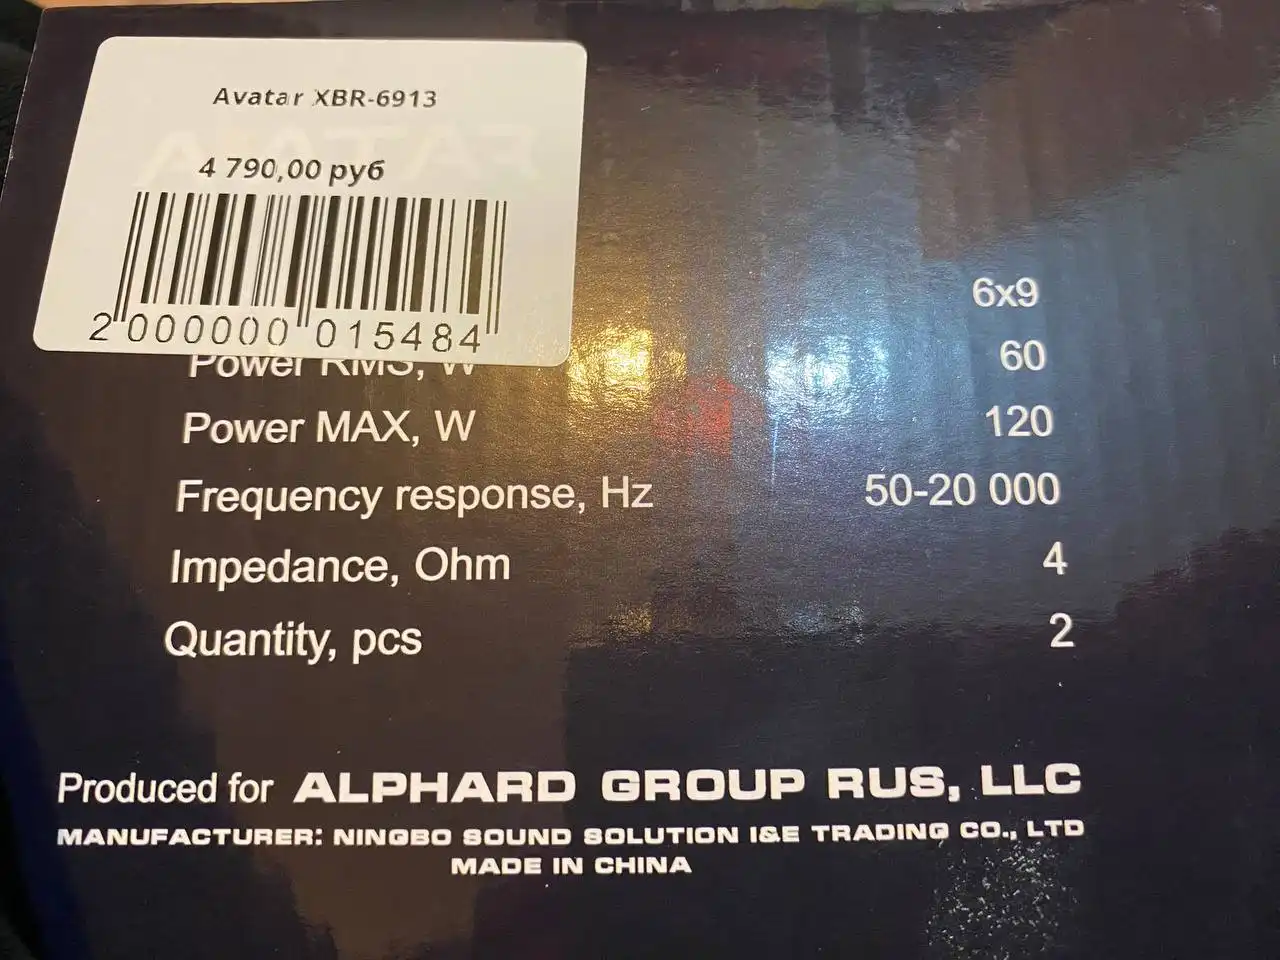 Avatar XBR-6913
4 790,00 руб
2 000000 015484
6x9
Power RMS, W 60
Power MAX, W 120
Frequency response, Hz 50-20 000
Impedance, Ohm 4
Quantity, pcs 2
Produced for ALPHARD GROUP RUS, LLC
MANUFACTURER: NINGBO SOUND SOLUTION I&E TRADING CO., LTD
MADE IN CHINA